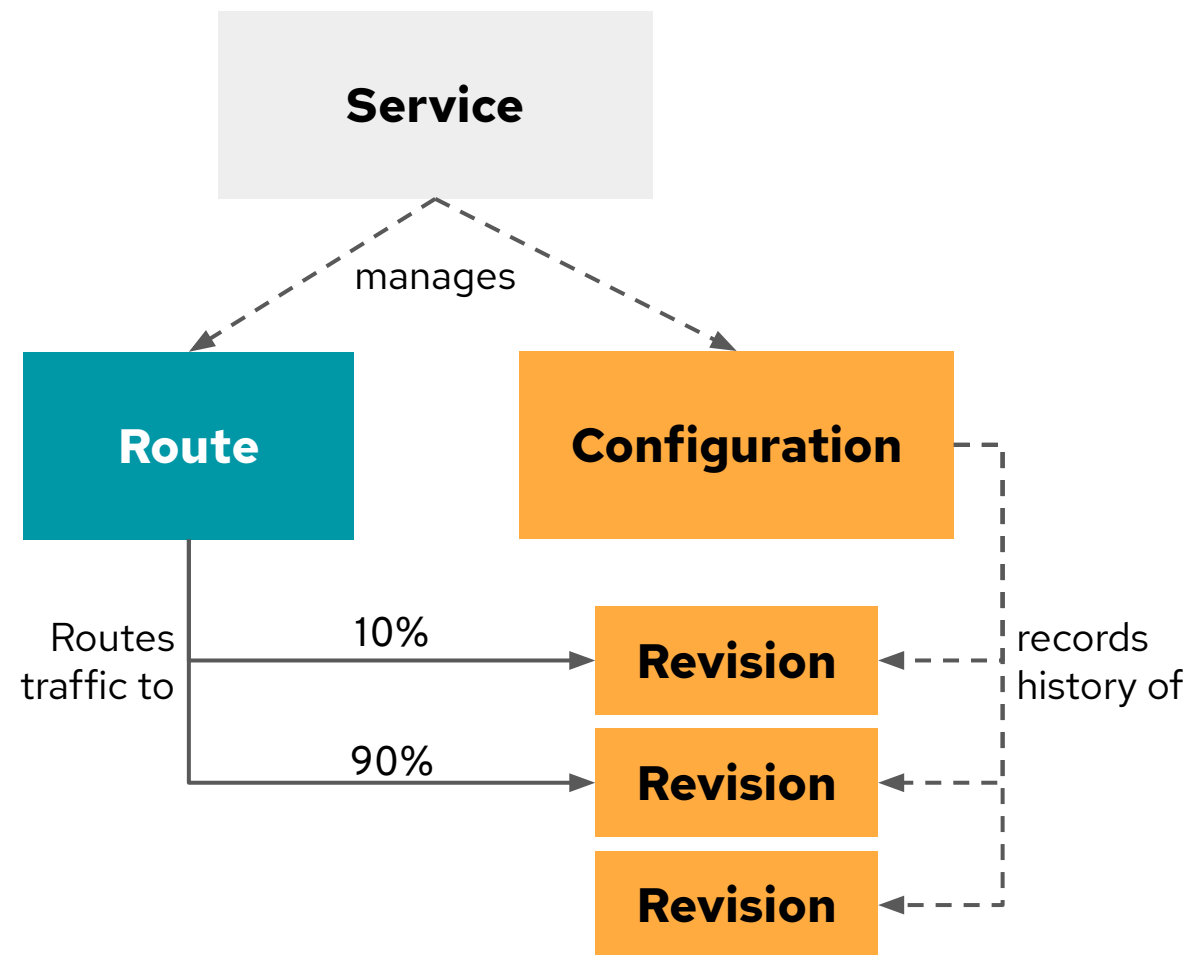 Service
manages
Route
Configuration
Routes
traffic to
10%
90%
Revision
Revision
Revision
records
history of